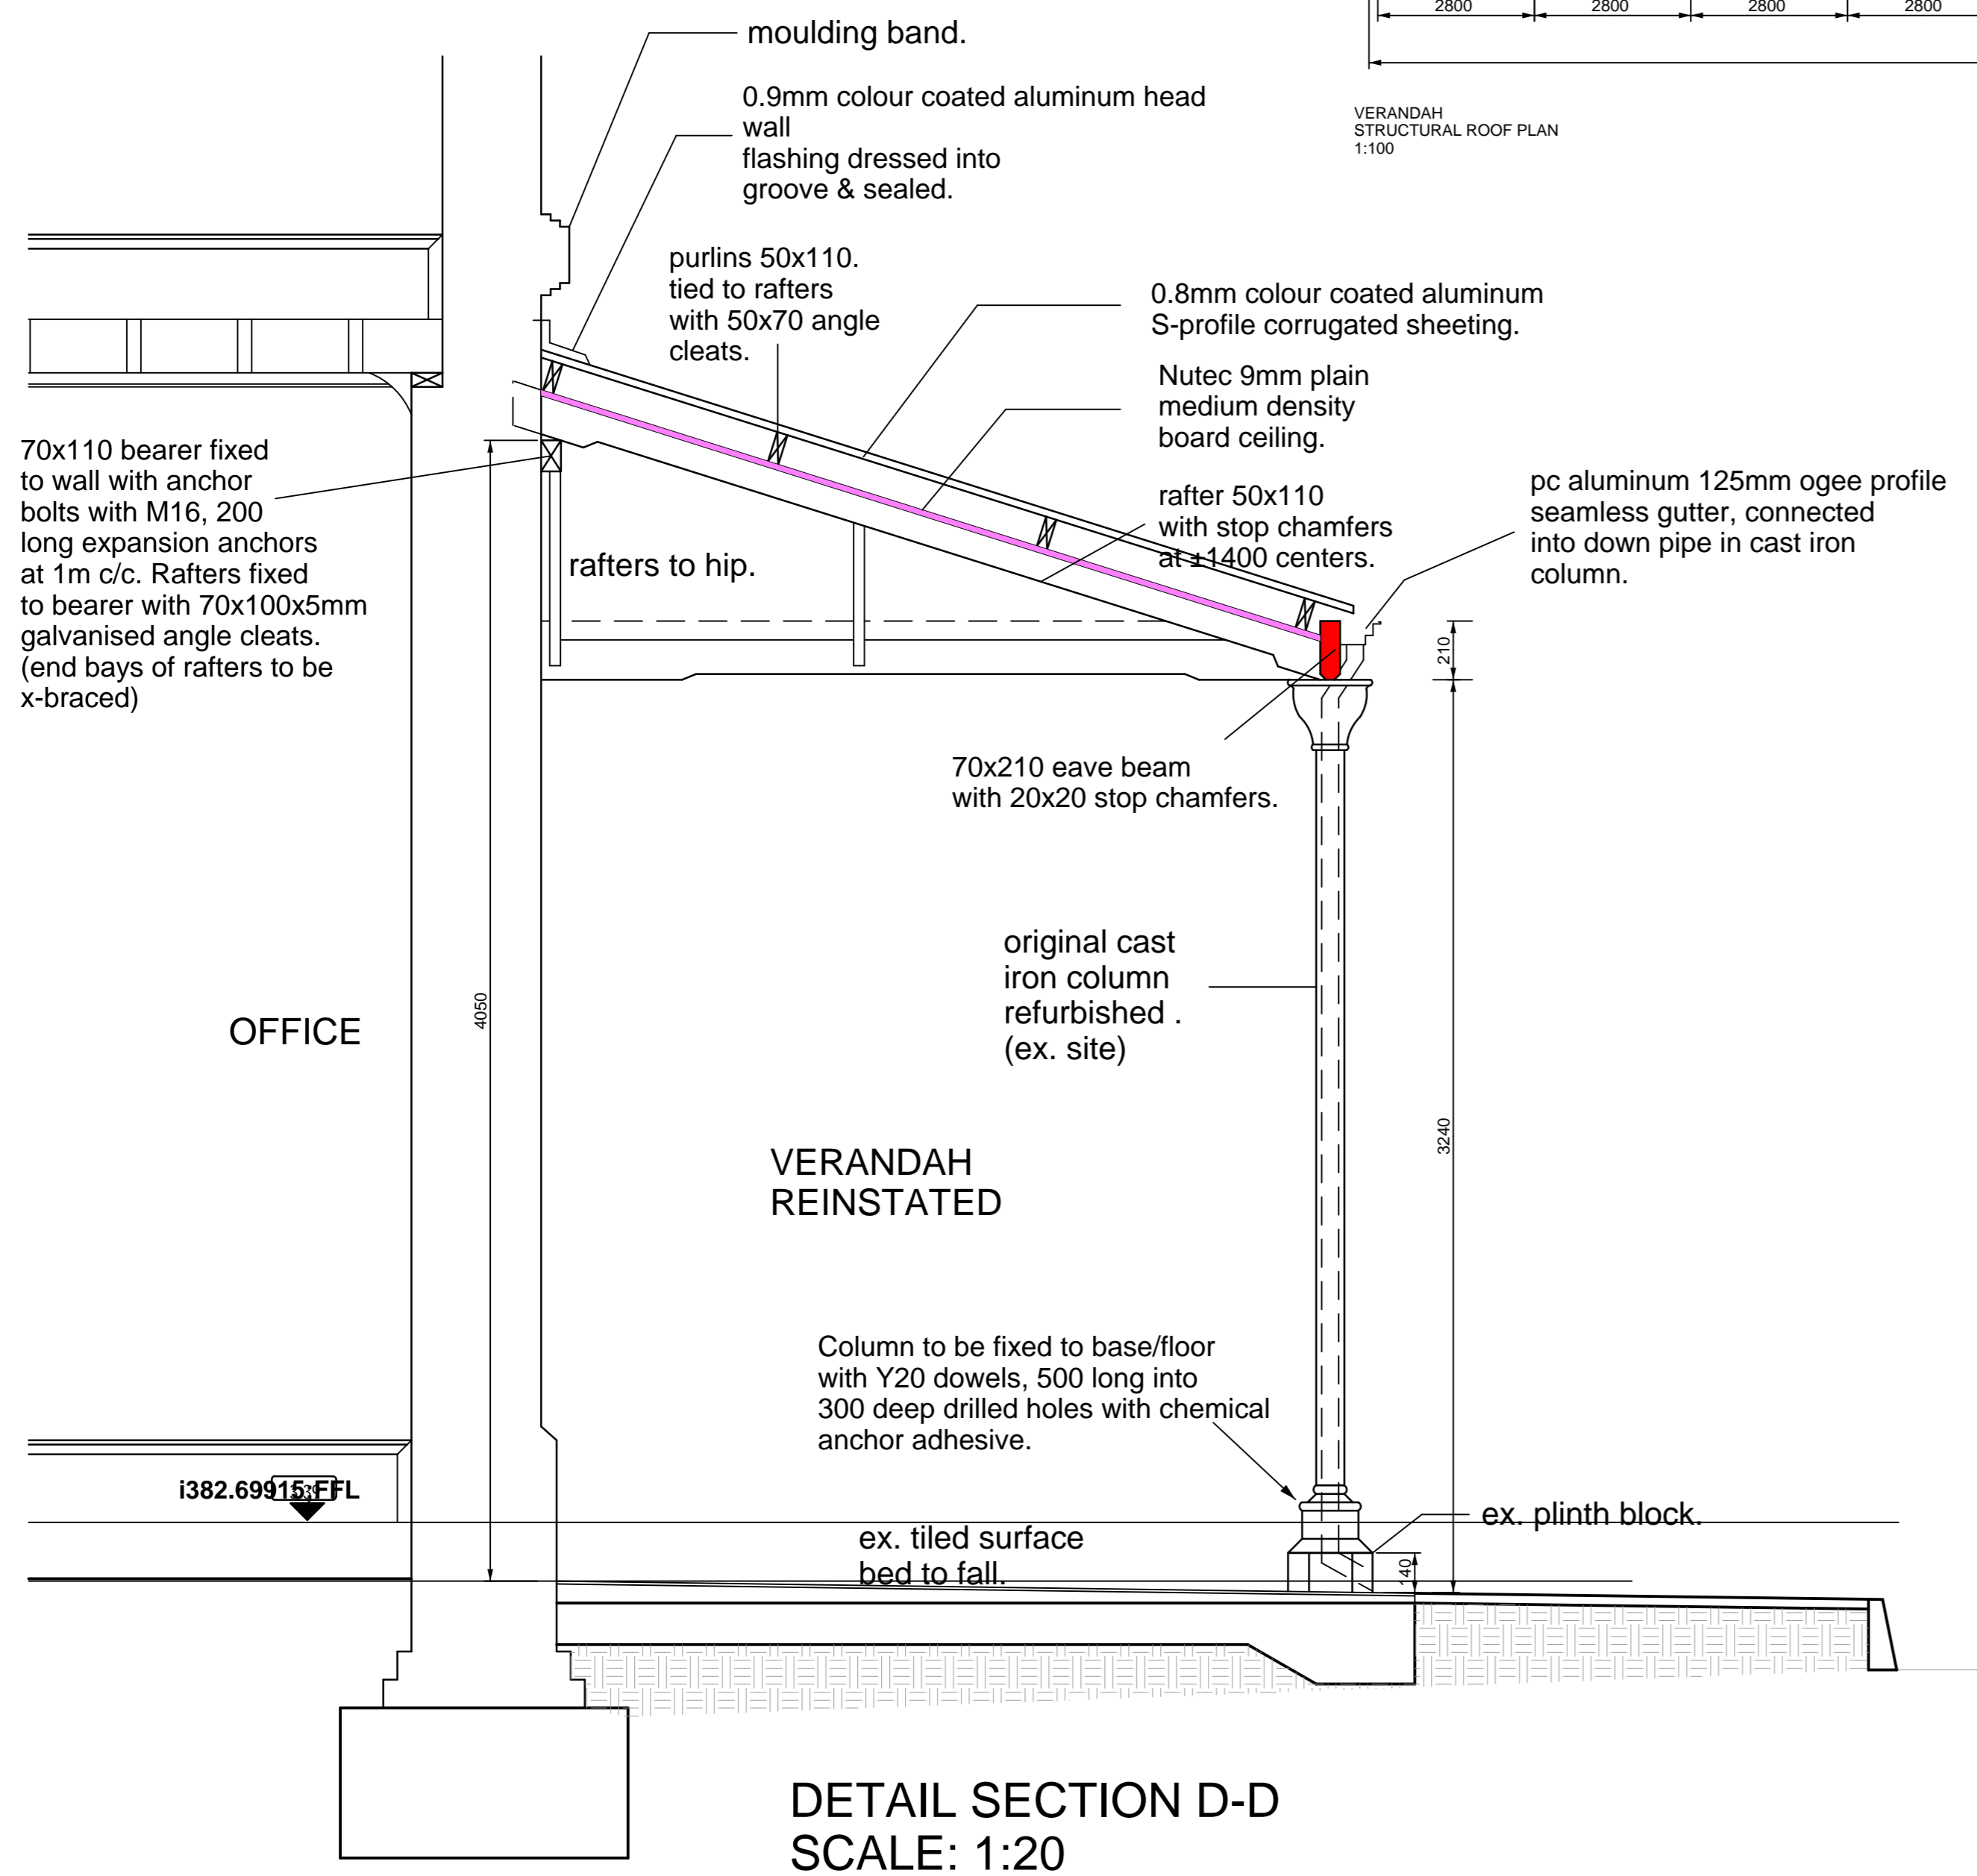 2800 2800 2800 2800
VERANDAH
STRUCTURAL ROOF PLAN
1:100
moulding band.
0.9mm colour coated aluminum head
wall
flashing dressed into
groove & sealed.
purlins 50x110.
tied to rafters
with 50x70 angle
cleats.
0.8mm colour coated aluminum
S-profile corrugated sheeting.
Nutec 9mm plain
medium density
board ceiling.
70x110 bearer fixed
to wall with anchor
bolts with M16, 200
long expansion anchors
at 1m c/c. Rafters fixed
to bearer with 70x100x5mm
galvanised angle cleats.
(end bays of rafters to be
x-braced)
rafter 50x110
with stop chamfers
at ±1400 centers.
pc aluminum 125mm ogee profile
seamless gutter, connected
into down pipe in cast iron
column.
rafters to hip.
210
70x210 eave beam
with 20x20 stop chamfers.
original cast
iron column
refurbished .
(ex. site)
OFFICE
4050
3240
VERANDAH
REINSTATED
Column to be fixed to base/floor
with Y20 dowels, 500 long into
300 deep drilled holes with chemical
anchor adhesive.
ex. plinth block.
ex. tiled surface
bed to fall.
DETAIL SECTION D-D
SCALE: 1:20